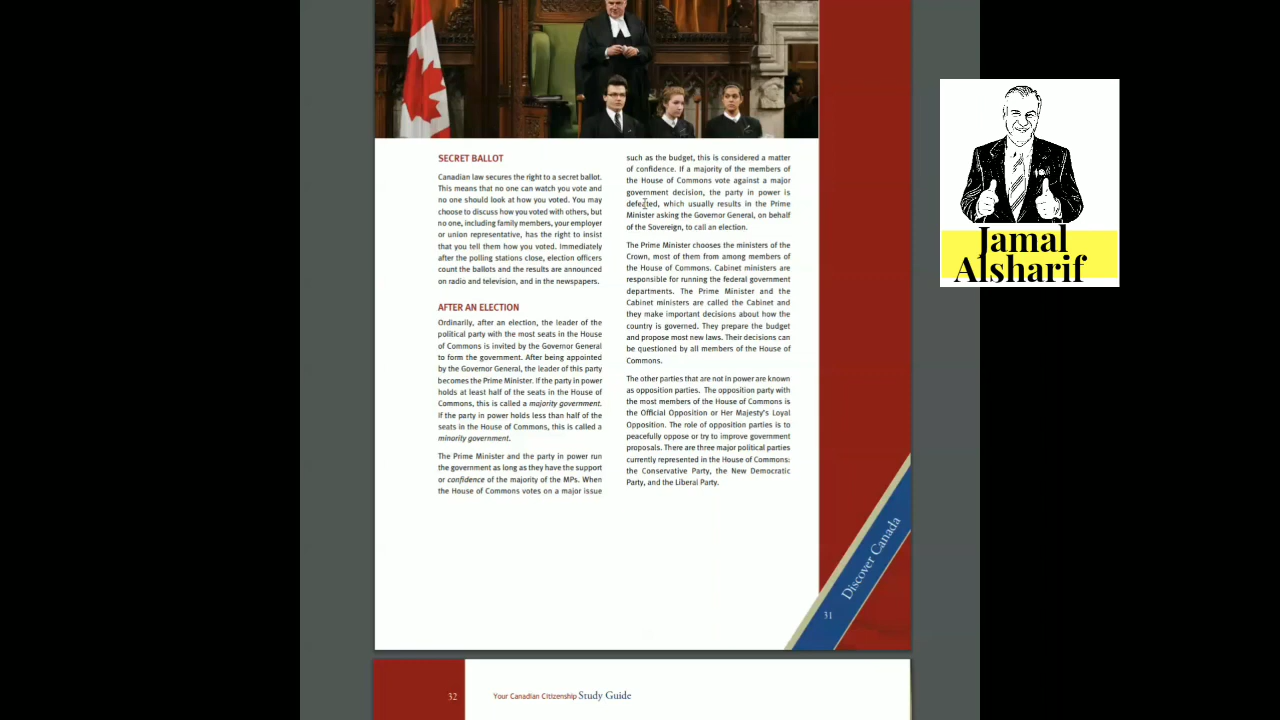 SECRET BALLOT
Canadian law secures the right to a secret ballot.
This means that no one can watch you vote and
no one should look at how you voted. You may
choose to discuss how you voted with others, but
no one, including family members, your employer
or union representative, has the right to insist
that you tell them how you voted. Immediately
after the polling stations close, election officers
count the ballots and the results are announced
on radio and television, and in the newspapers.
AFTER AN ELECTION
Ordinarily, after an election, the leader of the
political party with the most seats in the House
of Commons is invited by the Governor General
to form the government. After being appointed
by the Governor General, the leader of this party
becomes the Prime Minister. If the party in power
holds at least half of the seats in the House of
Commons, this is called a majority government.
If the party in power holds less than half of the
seats in the House of Commons, this is called a
minority government.
The Prime Minister and the party in power run
the government as long as they have the support
or confidence of the majority of the MPs. When
the House of Commons votes on a major issue
such as the budget, this is considered a matter
of confidence. If a majority of the members of
the House of Commons vote against a major
government decision, the party in power is
defeated, which usually results in the Prime
Minister asking the Governor General, on behalf
of the Sovereign, to call an election.
The Prime Minister chooses the ministers of the
Crown, most of them from among members of
the House of Commons. Cabinet ministers are
responsible for running the federal government
departments. The Prime Minister and the
Cabinet ministers are called the Cabinet and
they make important decisions about how the
country is governed. They prepare the budget
and propose most new laws. Their decisions can
be questioned by all members of the House of
Commons.
The other parties that are not in power are known
as opposition parties. The opposition party with
the most members of the House of Commons is
the Official Opposition or Her Majesty's Loyal
Opposition. The role of opposition parties is to
peacefully oppose or try to improve government
proposals. There are three major political parties
currently represented in the House of Commons:
the Conservative Party, the New Democratic
Party, and the Liberal Party.
Discover Canada
31
32
Your Canadian Citizenship Study Guide
Jamal
Alsharif